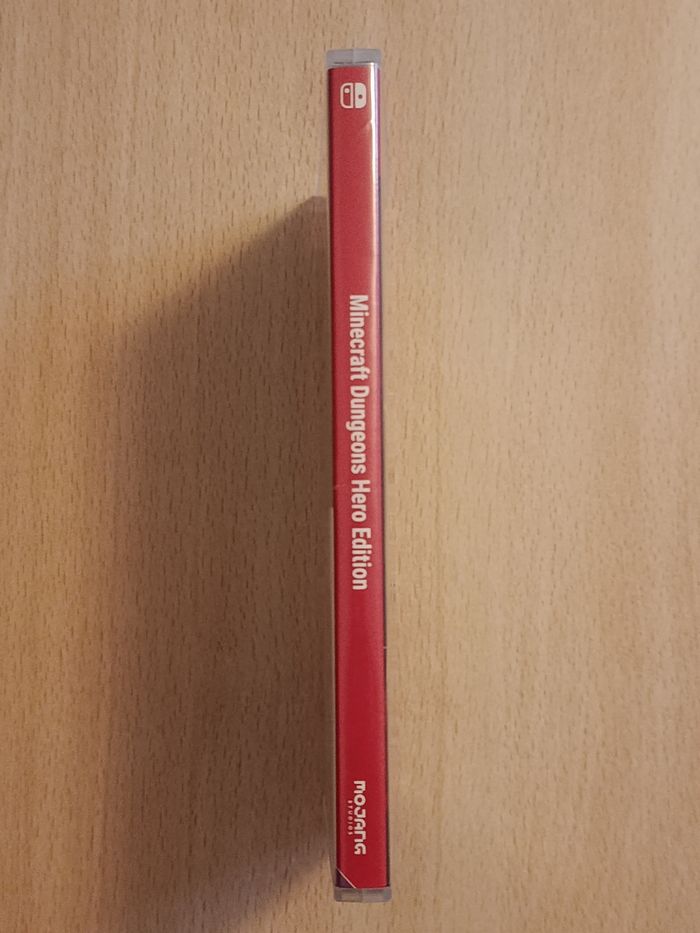 Minecraft Dungeons Hero Edition
MOJANG
STUDIOS